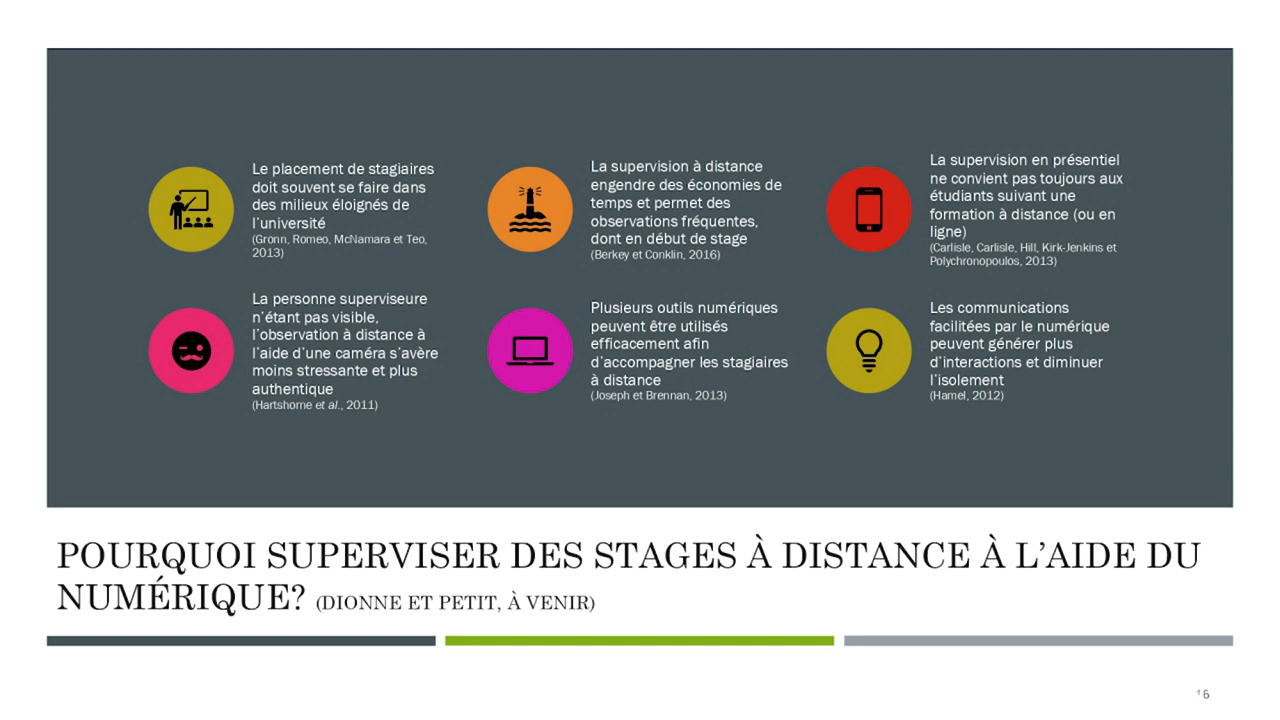 Le placement de stagiaires
doit souvent se faire dans
des milieux éloignés de
l'université
(Gronn, Romeo, McNamara et Teo,
2013)
La supervision à distance
engendre des économies de
temps et permet des
observations fréquentes,
dont en début de stage
(Berkey et Conklin, 2016)
La supervision en présentiel
ne convient pas toujours aux
étudiants suivant une
formation à distance (ou en
ligne)
(Carlisle, Carlisle, Hill, Kirk-Jenkins et
Polychronopoulos, 2013)
La personne superviseure
n'étant pas visible,
l'observation à distance à
l'aide d'une caméra s'avère
moins stressante et plus
authentique
(Hartshorne et al., 2011)
Plusieurs outils numériques
peuvent être utilisés
efficacement afin
d'accompagner les stagiaires
à distance
(Joseph et Brennan, 2013)
Les communications
facilitées par le numérique
peuvent générer plus
d'interactions et diminuer
l'isolement
(Hamel, 2012)
POURQUOI SUPERVISER DES STAGES À DISTANCE À L'AIDE DU
NUMÉRIQUE? (DIONNE ET PETIT, À VENIR)
6